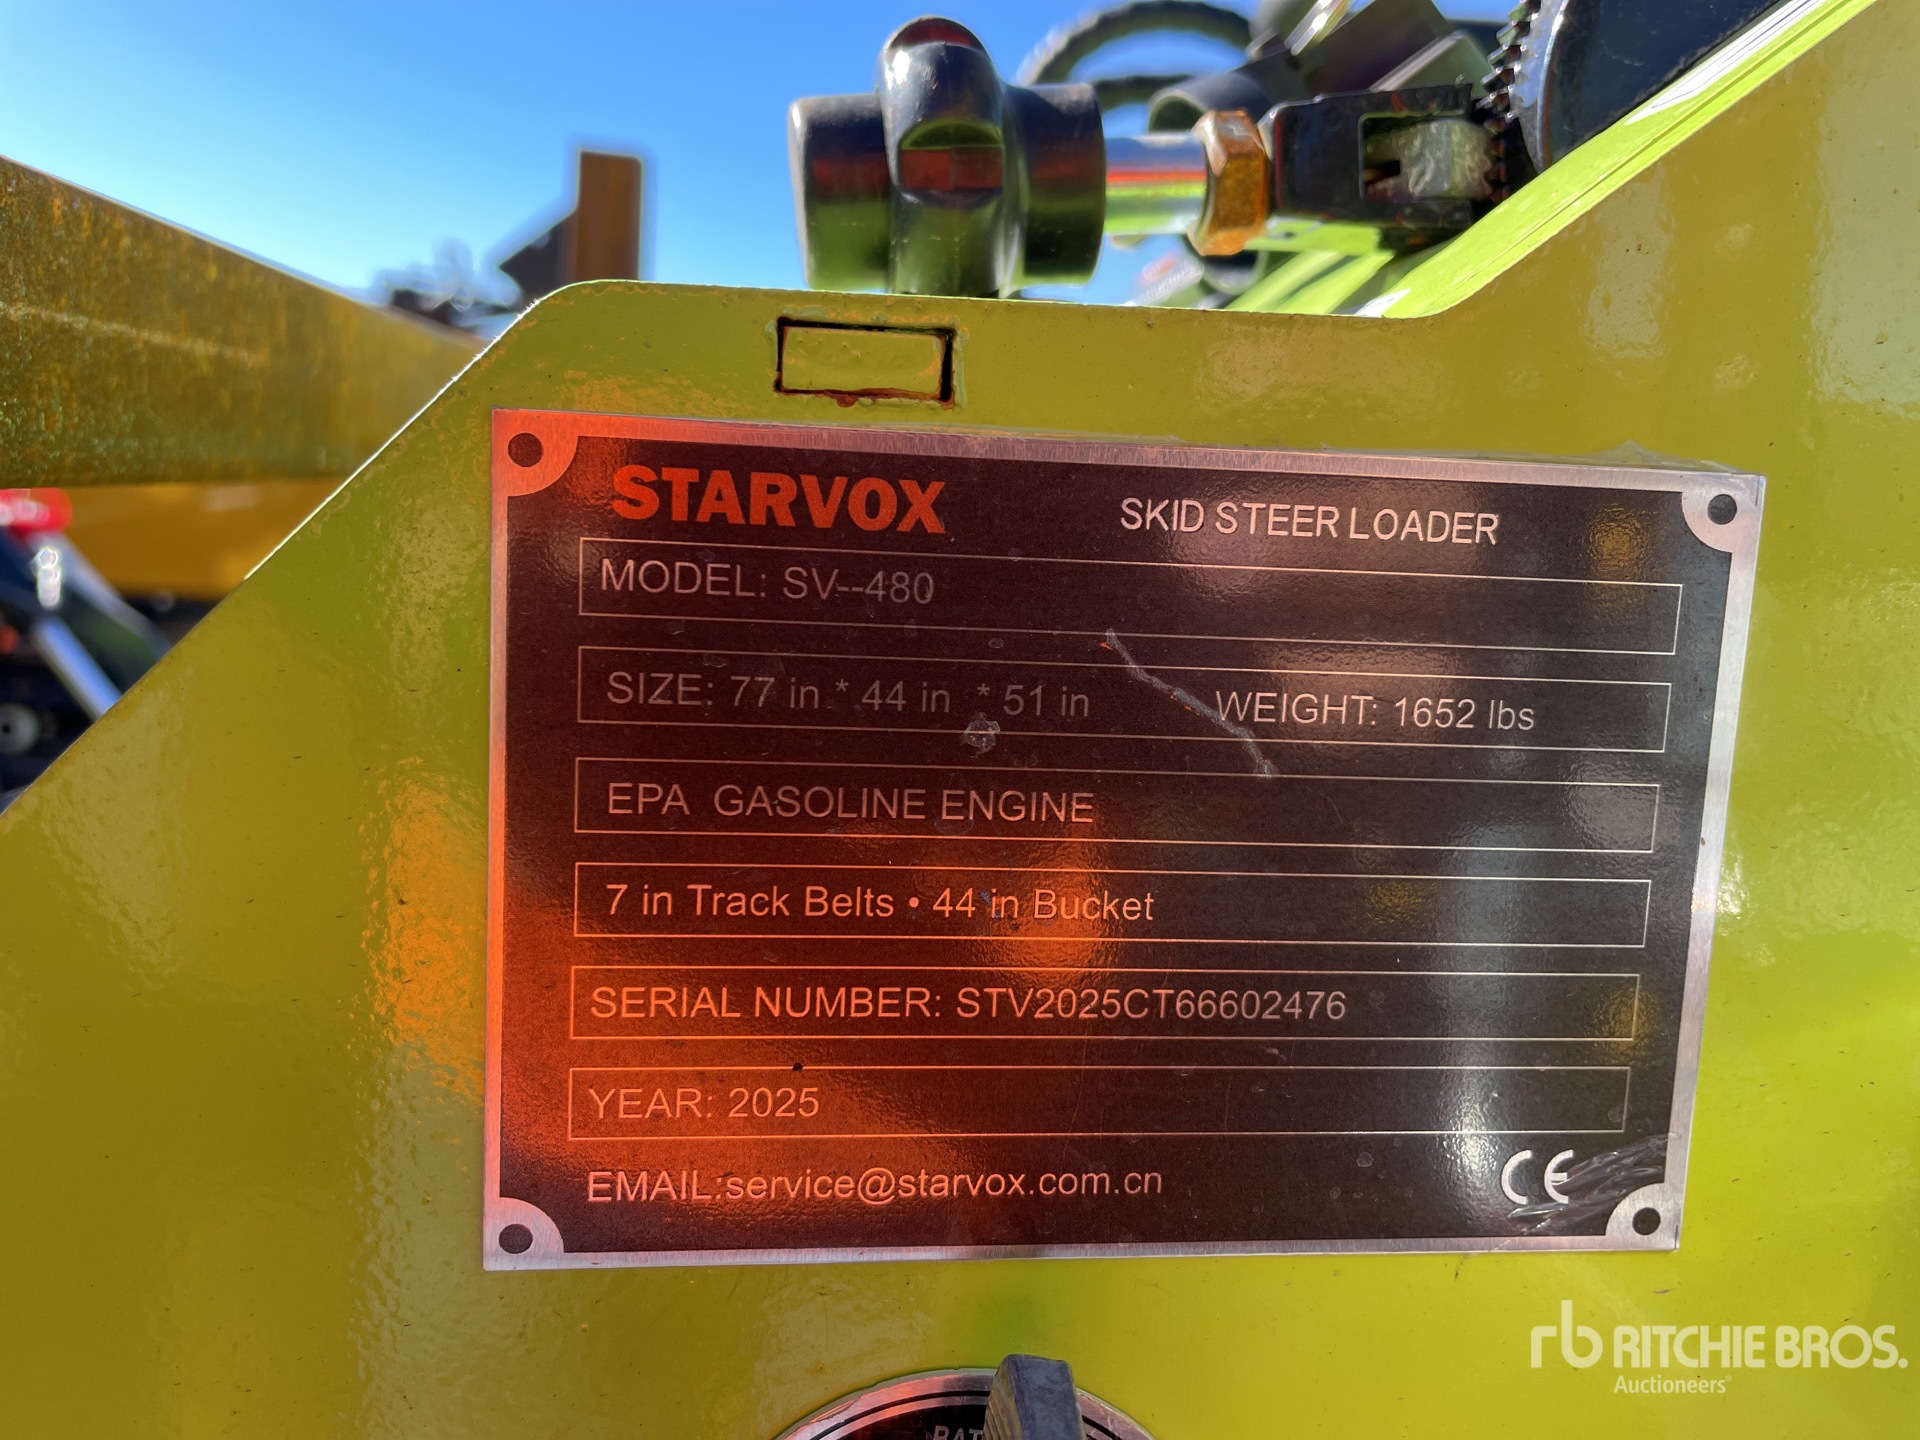 STARVOX SKID STEER LOADER
MODEL: SV--480
SIZE: 77 in * 44 in * 51 in WEIGHT: 1652 lbs
EPA GASOLINE ENGINE
7 in Track Belts • 44 in Bucket
SERIAL NUMBER: STV2025CT66602476
YEAR: 2025
EMAIL:service@starvox.com.cn CE
rb RITCHIE BROS.
Auctioneers